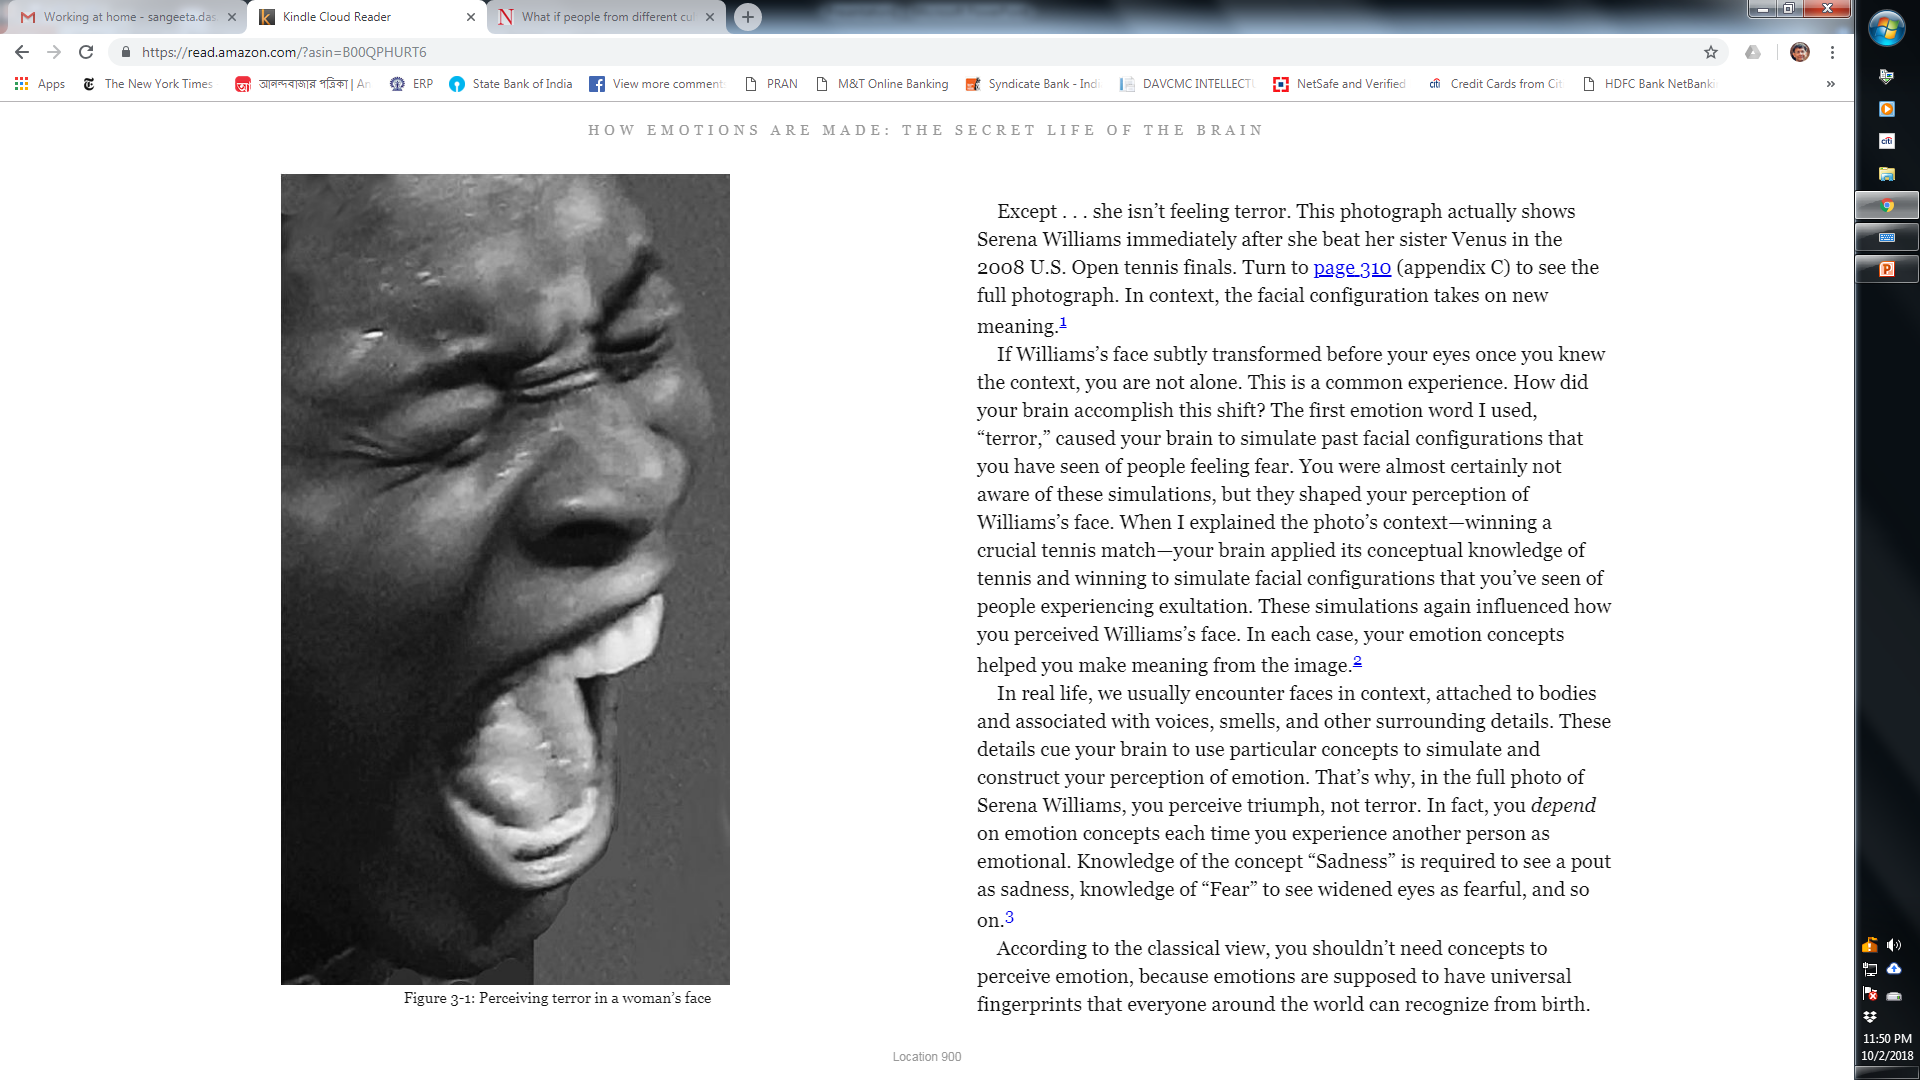 Working at home - sangeeta.das
Kindle Cloud Reader
What if people from different cu
https://read.amazon.com/?asin=B00QPHURT6
Apps
The New York Times
আনন্দবাজার পত্রিকা | An
ERP
State Bank of India
View more comment
PRAN
M&T Online Banking
Syndicate Bank - Indi
DAVCMC INTELLECTU
NetSafe and Verified
Credit Cards from Cit
HDFC Bank NetBanki
»
HOW EMOTIONS ARE MADE: THE SECRET LIFE OF THE BRAIN
Figure 3-1: Perceiving terror in a woman’s face
Except . . . she isn’t feeling terror. This photograph actually shows
Serena Williams immediately after she beat her sister Venus in the
2008 U.S. Open tennis finals. Turn to page 310 (appendix C) to see the
full photograph. In context, the facial configuration takes on new
meaning.1
If Williams’s face subtly transformed before your eyes once you knew
the context, you are not alone. This is a common experience. How did
your brain accomplish this shift? The first emotion word I used,
“terror,” caused your brain to simulate past facial configurations that
you have seen of people feeling fear. You were almost certainly not
aware of these simulations, but they shaped your perception of
Williams’s face. When I explained the photo’s context—winning a
crucial tennis match—your brain applied its conceptual knowledge of
tennis and winning to simulate facial configurations that you’ve seen of
people experiencing exultation. These simulations again influenced how
you perceived Williams’s face. In each case, your emotion concepts
helped you make meaning from the image.2
In real life, we usually encounter faces in context, attached to bodies
and associated with voices, smells, and other surrounding details. These
details cue your brain to use particular concepts to simulate and
construct your perception of emotion. That’s why, in the full photo of
Serena Williams, you perceive triumph, not terror. In fact, you depend
on emotion concepts each time you experience another person as
emotional. Knowledge of the concept “Sadness” is required to see a pout
as sadness, knowledge of “Fear” to see widened eyes as fearful, and so
on.3
According to the classical view, you shouldn’t need concepts to
perceive emotion, because emotions are supposed to have universal
fingerprints that everyone around the world can recognize from birth.
Location 900
citi
11:50 PM
10/2/2018